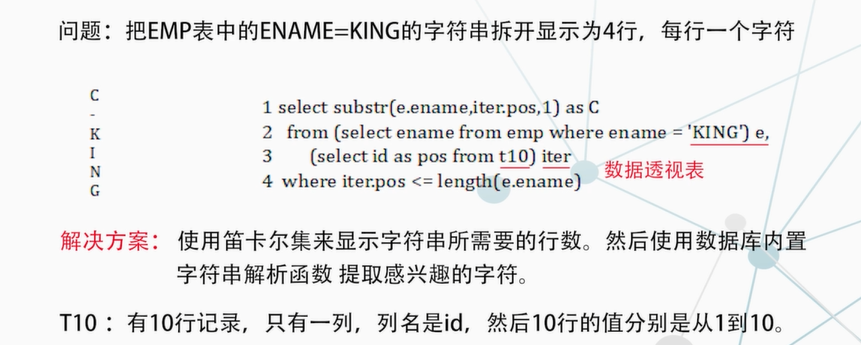 问题：把EMP表中的ENAME=KING的字符串拆开显示为4行，每行一个字符
C
-
K
I
N
G
1 select substr(e.ename,iter.pos,1) as C
2 from (select ename from emp where ename = 'KING') e,
3 (select id as pos from t10) iter
数据透视表
4 where iter.pos <= length(e.ename)
解决方案： 使用笛卡尔集来显示字符串所需要的行数。然后使用数据库内置
字符串解析函数 提取感兴趣的字符。
T10 ：有10行记录，只有一列，列名是id，然后10行的值分别是从1到10。